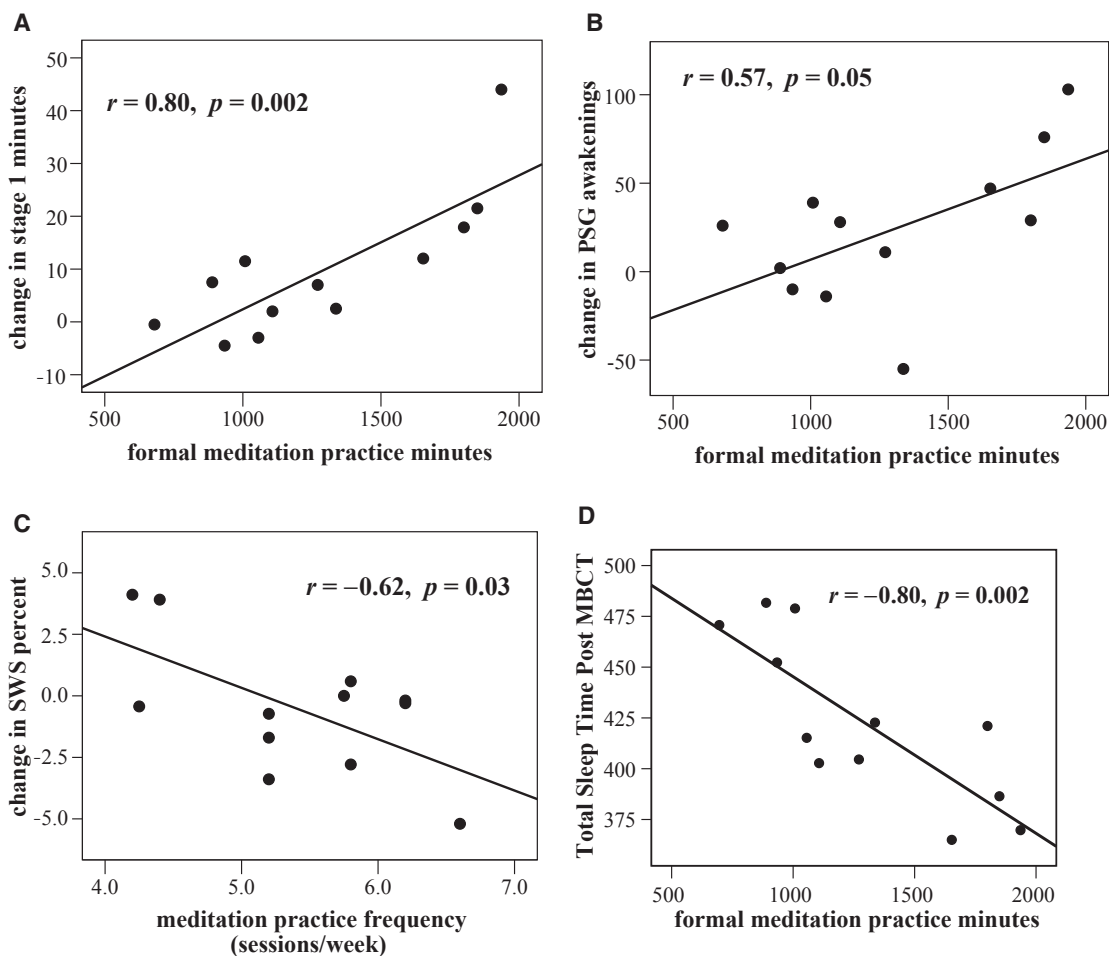 A
change in stage 1 minutes
50
40
30
20
10
0
-10
r = 0.80, p = 0.002
500 1000 1500 2000
formal meditation practice minutes
B
change in PSG awakenings
100
50
0
-50
r = 0.57, p = 0.05
500 1000 1500 2000
formal meditation practice minutes
C
change in SWS percent
5.0
2.5
0.0
-2.5
-5.0
r = −0.62, p = 0.03
4.0 5.0 6.0 7.0
meditation practice frequency
(sessions/week)
D
Total Sleep Time Post MBCT
500
475
450
425
400
375
r = −0.80, p = 0.002
500 1000 1500 2000
formal meditation practice minutes